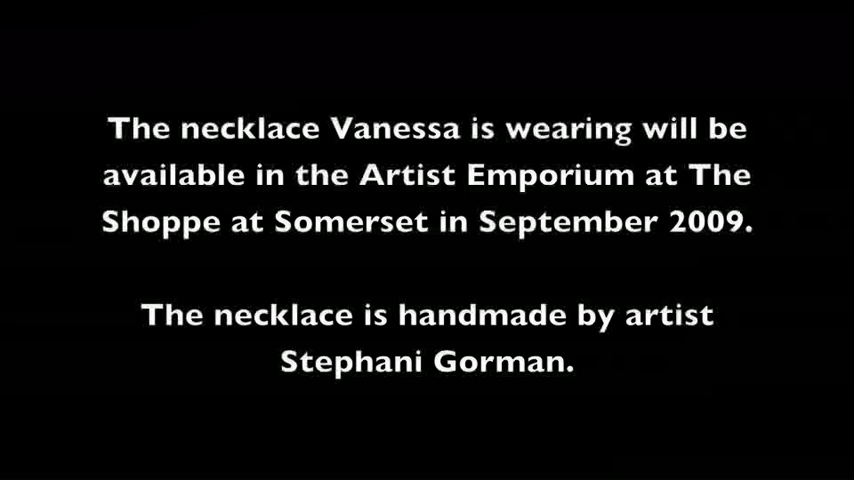 The necklace Vanessa is wearing will be
available in the Artist Emporium at The
Shoppe at Somerset in September 2009.
The necklace is handmade by artist
Stephani Gorman.